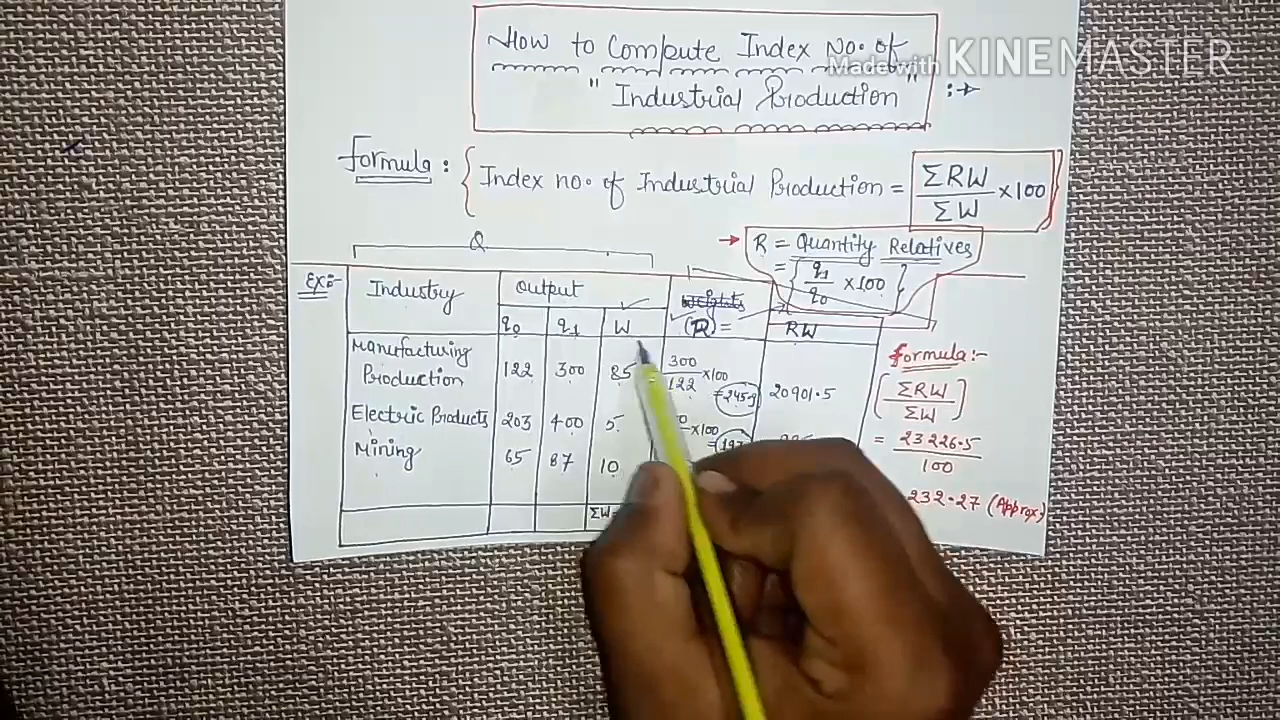 How to Compute Index No. of
Made with KINEMASTER
"Industrial Production" :→
Formula : { Index no. of Industrial Production = ΣRW / ΣW ×100
→ R = Quantity Relatives
= { q1 / q0 ×100 }
Q
Ex:- Industry Output Weights
q0 q1 W (R) = RW
Manufacturing Production 122 300 85 300 / 122 ×100 = 245.9 20901.5
Electric Products 203 400 5 ×100
Mining 65 87 10
ΣW=
Formula:-
( ΣRW / ΣW )
= 23226.5 / 100
232.27 (Approx)